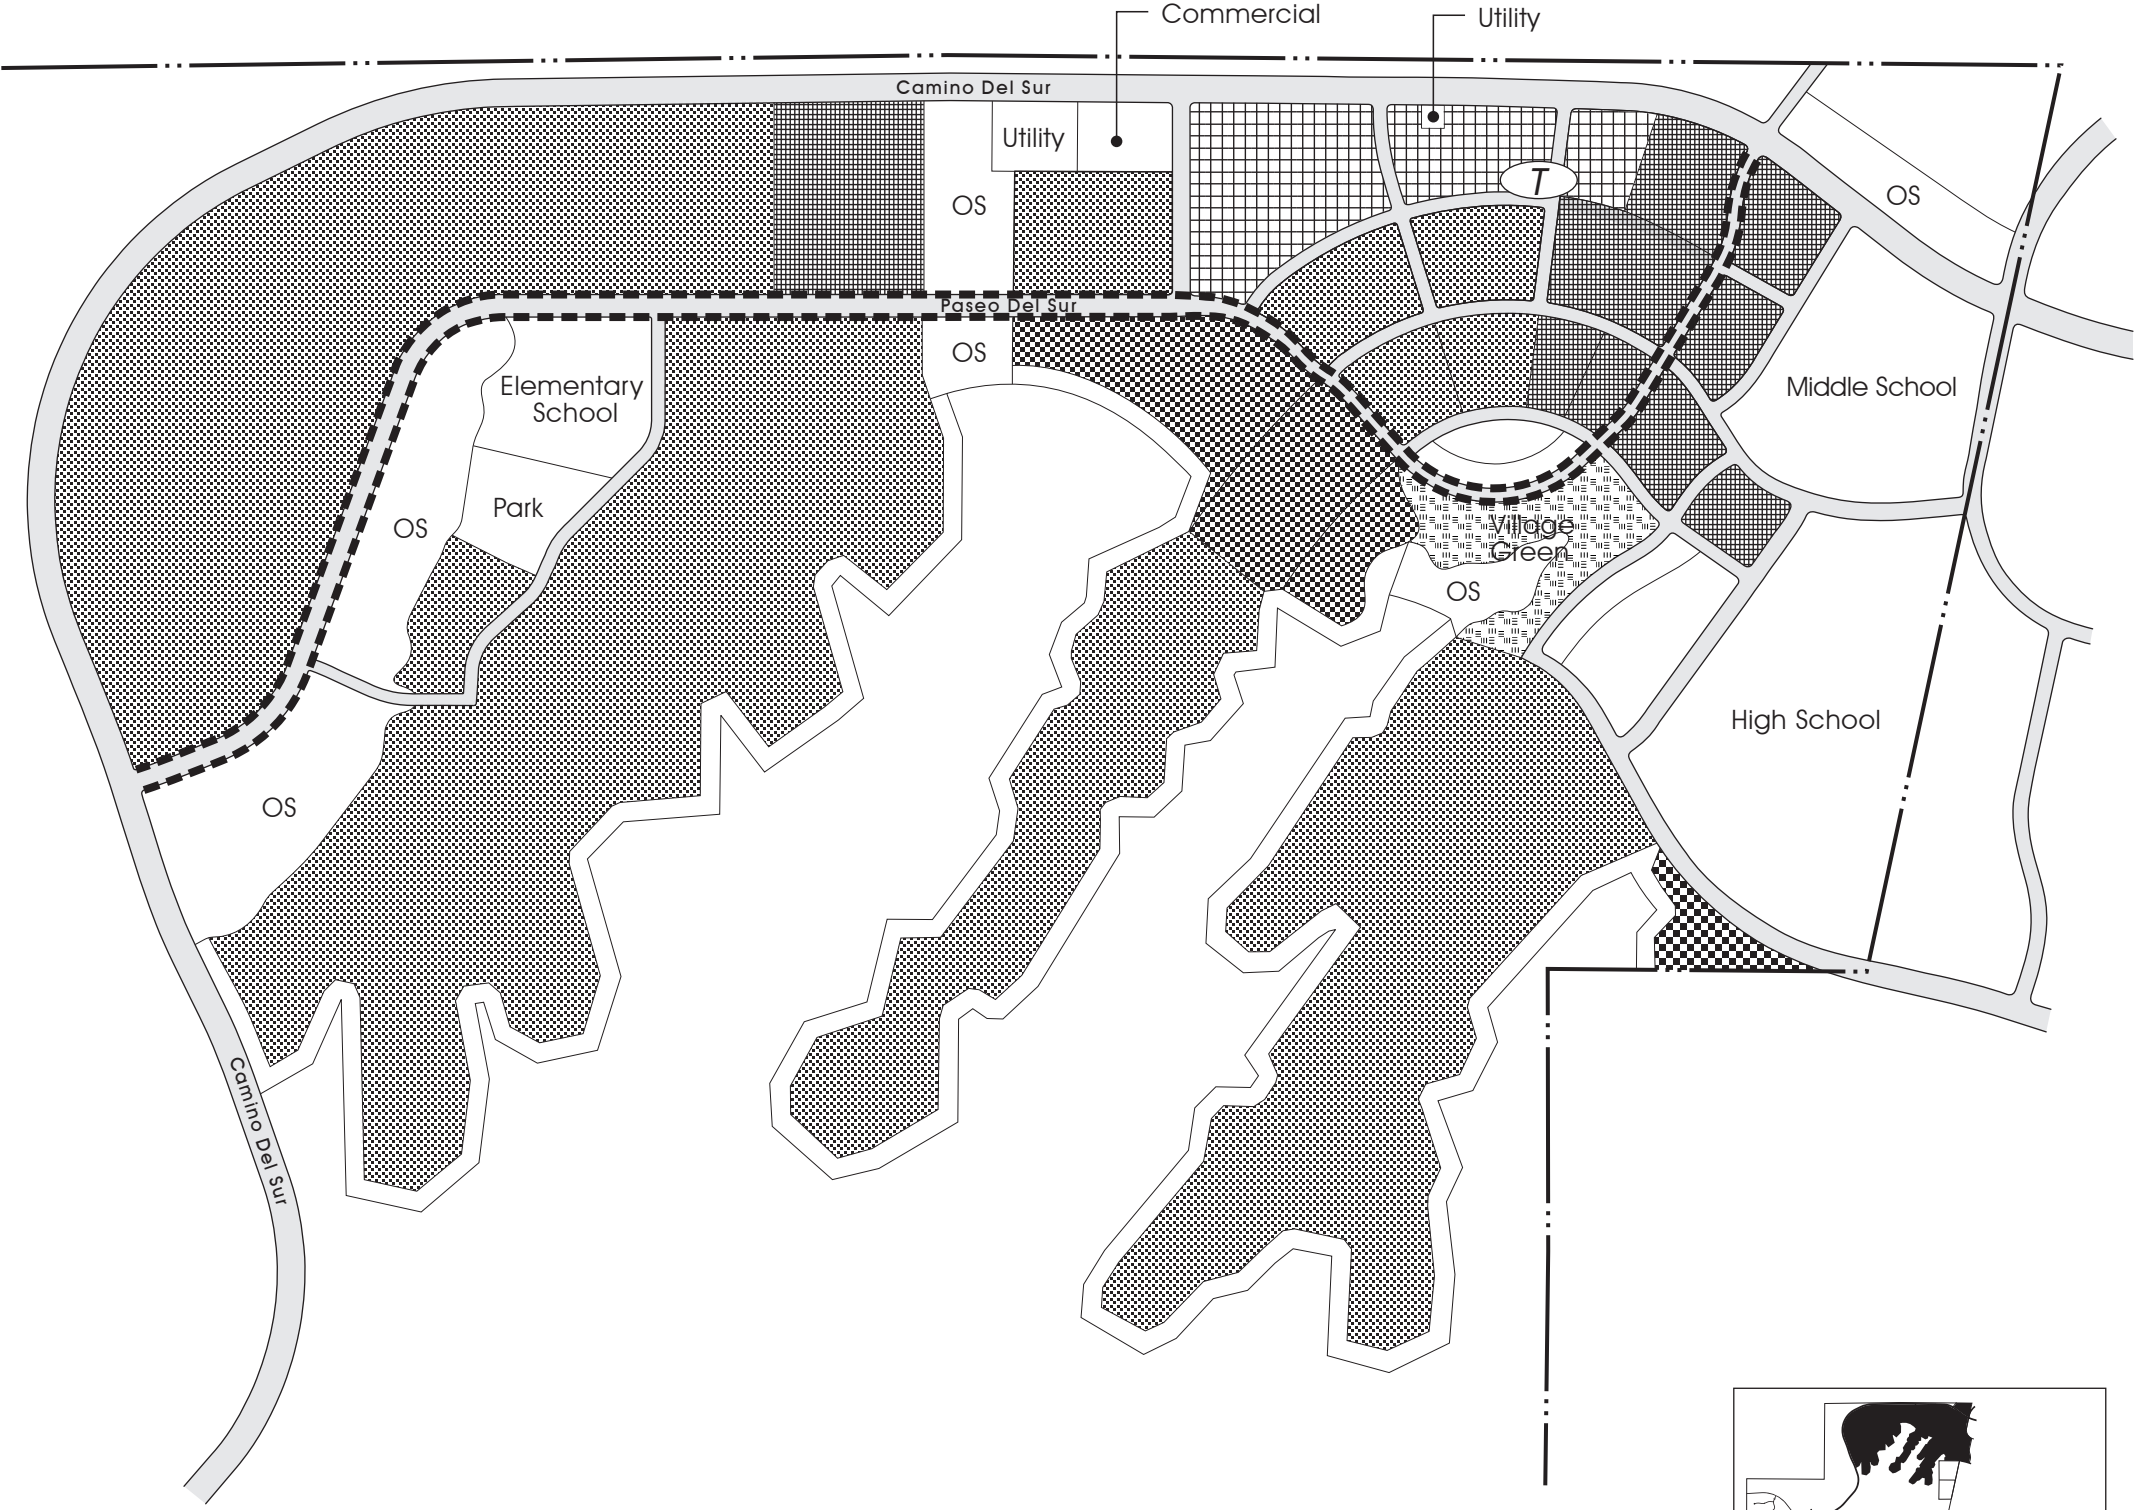 Commercial
Utility
Camino Del Sur
Utility
OS
T
OS
Paseo Del Sur
OS
Elementary
School
Middle School
Park
OS
Village
Green
OS
High School
OS
Camino Del Sur